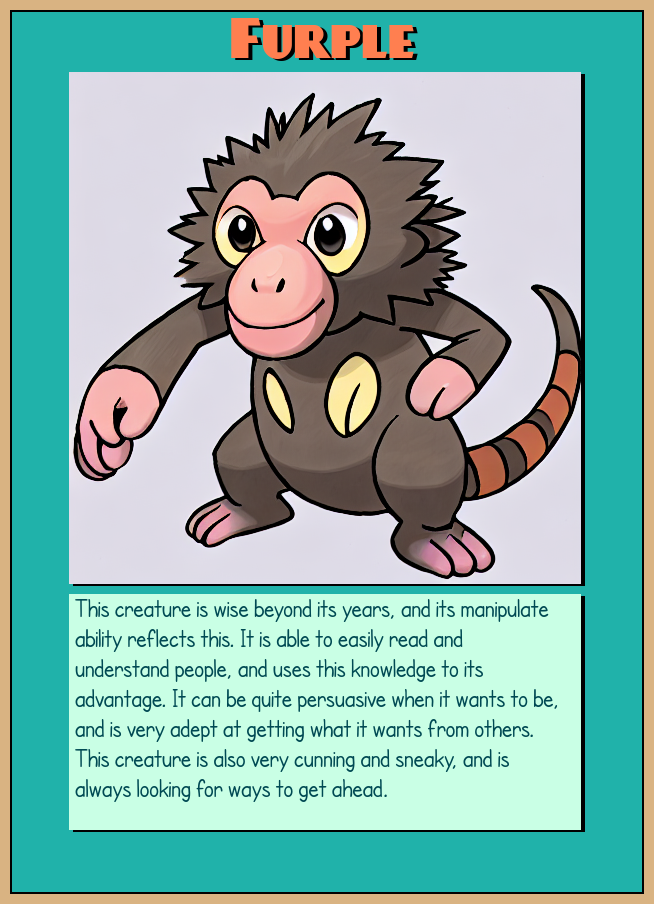 Furple
This creature is wise beyond its years, and its manipulate
ability reflects this. It is able to easily read and
understand people, and uses this knowledge to its
advantage. It can be quite persuasive when it wants to be,
and is very adept at getting what it wants from others.
This creature is also very cunning and sneaky, and is
always looking for ways to get ahead.